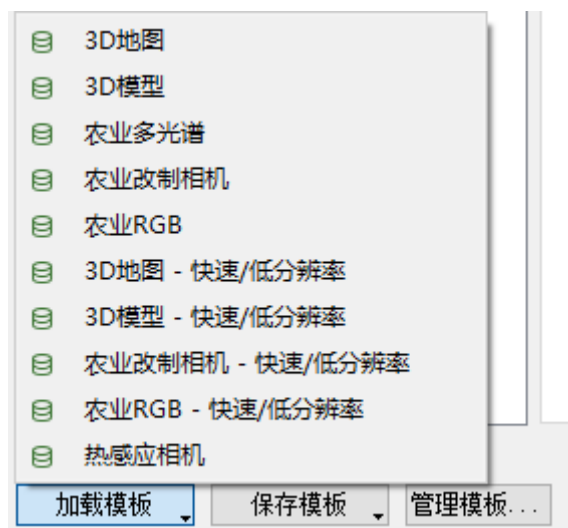 3D地图
3D模型
农业多光谱
农业改制相机
农业RGB
3D地图 - 快速/低分辨率
3D模型 - 快速/低分辨率
农业改制相机 - 快速/低分辨率
农业RGB - 快速/低分辨率
热感应相机
加载模板 保存模板 管理模板...